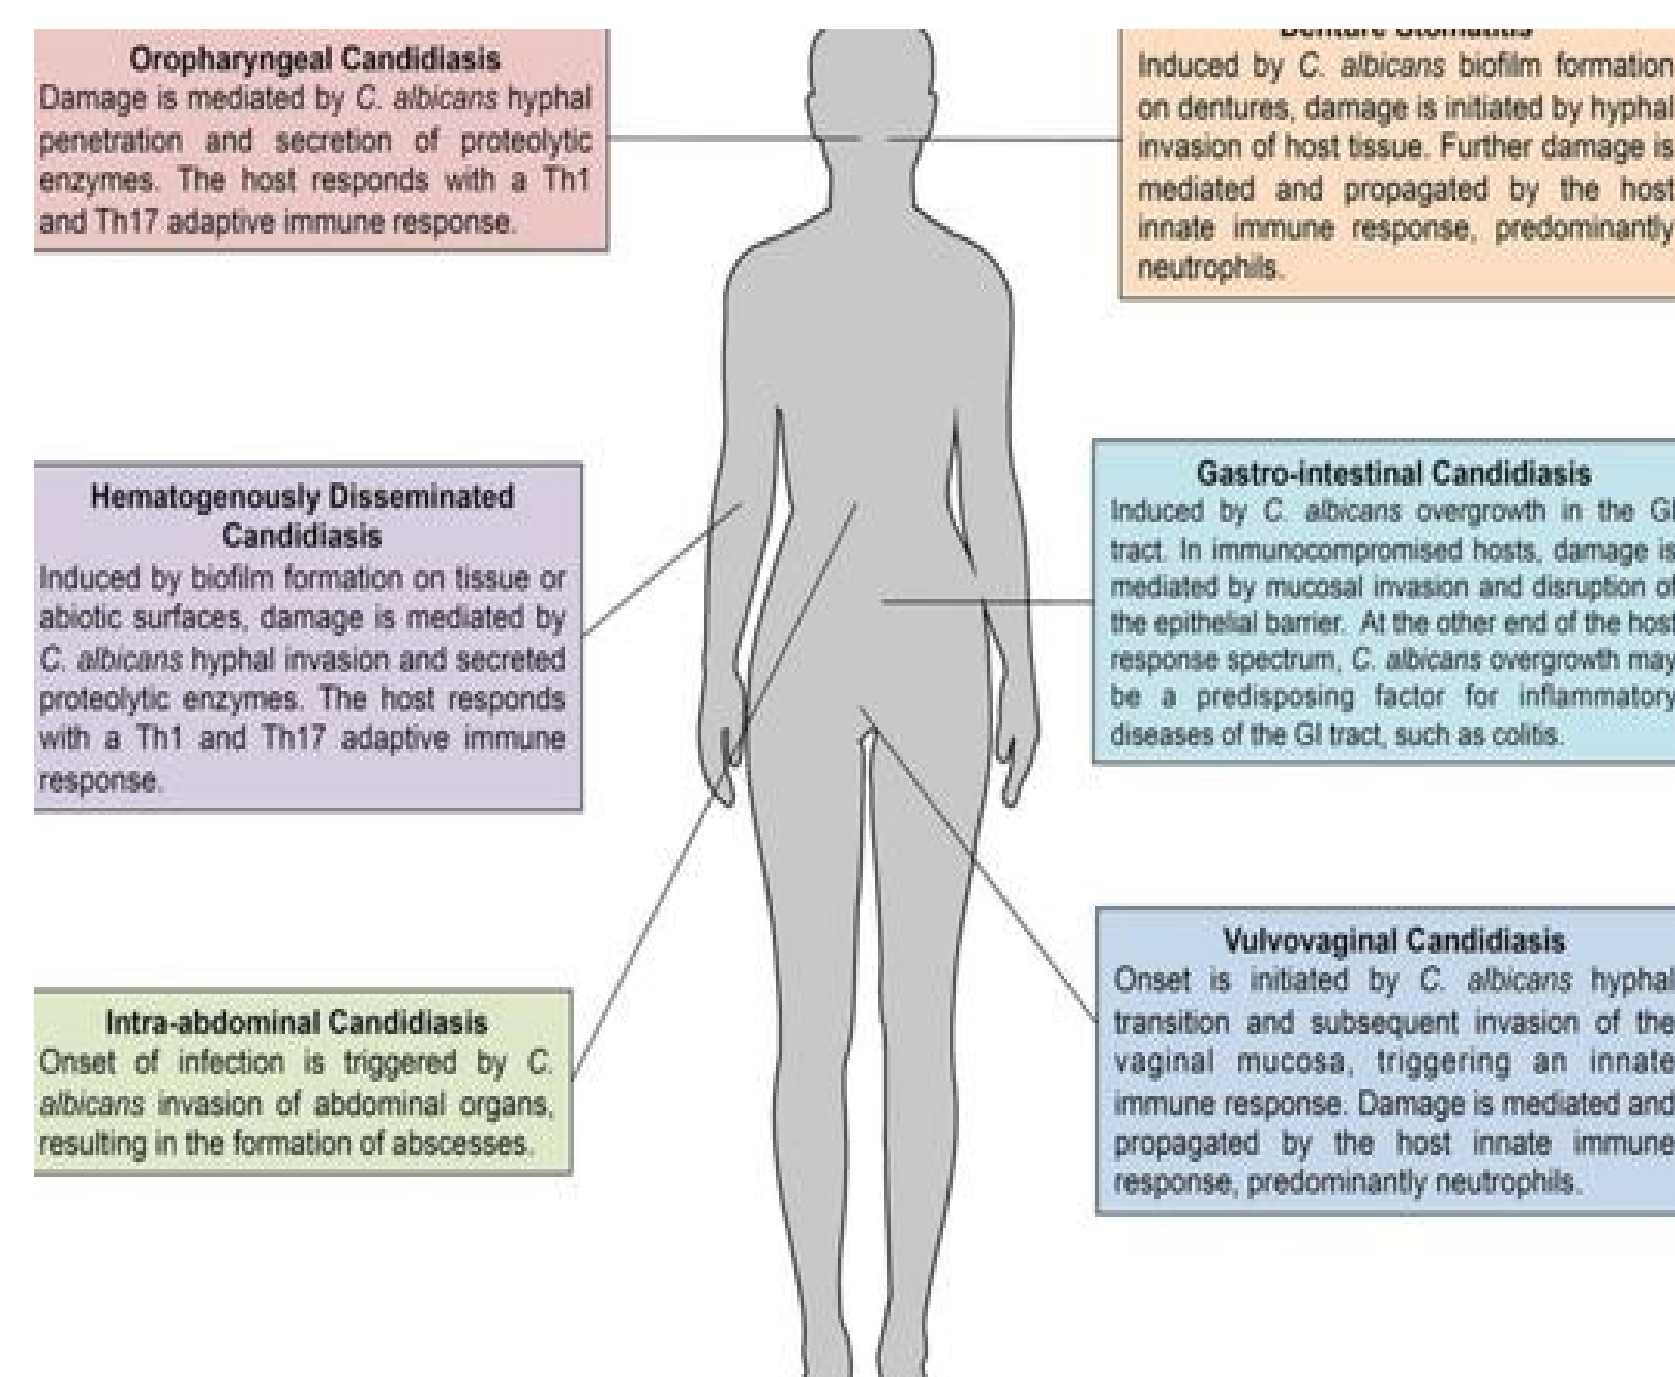 Oropharyngeal Candidiasis
Damage is mediated by C. albicans hyphal
penetration and secretion of proteolytic
enzymes. The host responds with a Th1
and Th17 adaptive immune response.
Denture Stomatitis
Induced by C. albicans biofilm formation
on dentures, damage is initiated by hyphal
invasion of host tissue. Further damage is
mediated and propagated by the host
innate immune response, predominantly
neutrophils.
Hematogenously Disseminated
Candidiasis
Induced by biofilm formation on tissue or
abiotic surfaces, damage is mediated by
C. albicans hyphal invasion and secreted
proteolytic enzymes. The host responds
with a Th1 and Th17 adaptive immune
response.
Gastro-intestinal Candidiasis
Induced by C. albicans overgrowth in the GI
tract. In immunocompromised hosts, damage is
mediated by mucosal invasion and disruption of
the epithelial barrier. At the other end of the host
response spectrum, C. albicans overgrowth may
be a predisposing factor for inflammatory
diseases of the GI tract, such as colitis.
Intra-abdominal Candidiasis
Onset of infection is triggered by C.
albicans invasion of abdominal organs,
resulting in the formation of abscesses.
Vulvovaginal Candidiasis
Onset is initiated by C. albicans hyphal
transition and subsequent invasion of the
vaginal mucosa, triggering an innate
immune response. Damage is mediated and
propagated by the host innate immune
response, predominantly neutrophils.